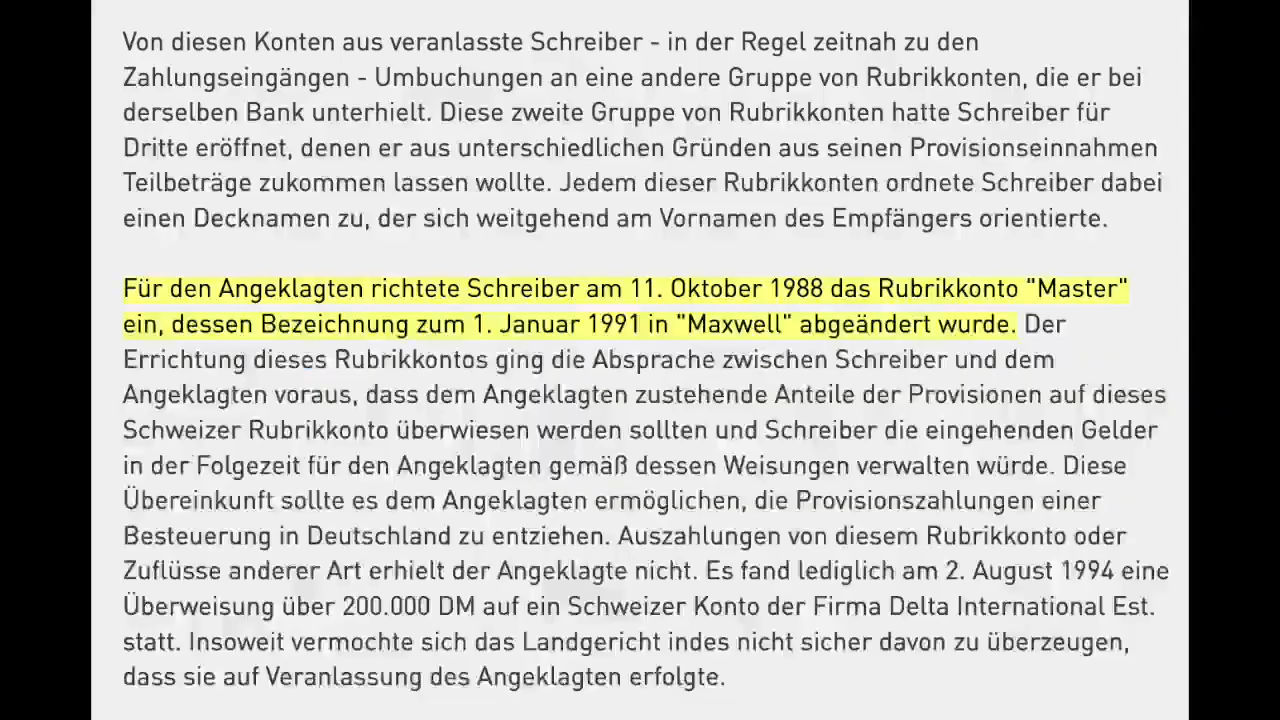 Von diesen Konten aus veranlasste Schreiber - in der Regel zeitnah zu den
Zahlungseingängen - Umbuchungen an eine andere Gruppe von Rubrikkonten, die er bei
derselben Bank unterhielt. Diese zweite Gruppe von Rubrikkonten hatte Schreiber für
Dritte eröffnet, denen er aus unterschiedlichen Gründen aus seinen Provisionseinnahmen
Teilbeträge zukommen lassen wollte. Jedem dieser Rubrikkonten ordnete Schreiber dabei
einen Decknamen zu, der sich weitgehend am Vornamen des Empfängers orientierte.
Für den Angeklagten richtete Schreiber am 11. Oktober 1988 das Rubrikkonto "Master"
ein, dessen Bezeichnung zum 1. Januar 1991 in "Maxwell" abgeändert wurde. Der
Errichtung dieses Rubrikkontos ging die Absprache zwischen Schreiber und dem
Angeklagten voraus, dass dem Angeklagten zustehende Anteile der Provisionen auf dieses
Schweizer Rubrikkonto überwiesen werden sollten und Schreiber die eingehenden Gelder
in der Folgezeit für den Angeklagten gemäß dessen Weisungen verwalten würde. Diese
Übereinkunft sollte es dem Angeklagten ermöglichen, die Provisionszahlungen einer
Besteuerung in Deutschland zu entziehen. Auszahlungen von diesem Rubrikkonto oder
Zuflüsse anderer Art erhielt der Angeklagte nicht. Es fand lediglich am 2. August 1994 eine
Überweisung über 200.000 DM auf ein Schweizer Konto der Firma Delta International Est.
statt. Insoweit vermochte sich das Landgericht indes nicht sicher davon zu überzeugen,
dass sie auf Veranlassung des Angeklagten erfolgte.